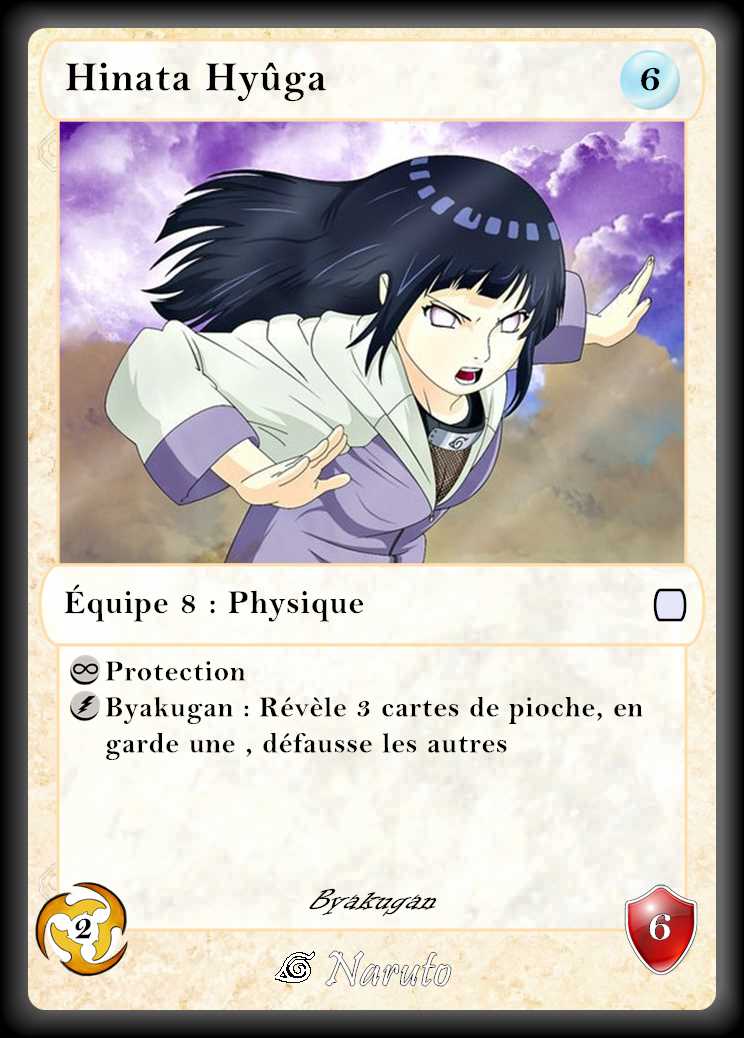 Hinata Hyûga
6
Équipe 8 : Physique
Protection
Byakugan : Révèle 3 cartes de pioche, en
garde une , défausse les autres
Byakugan
2
6
Naruto